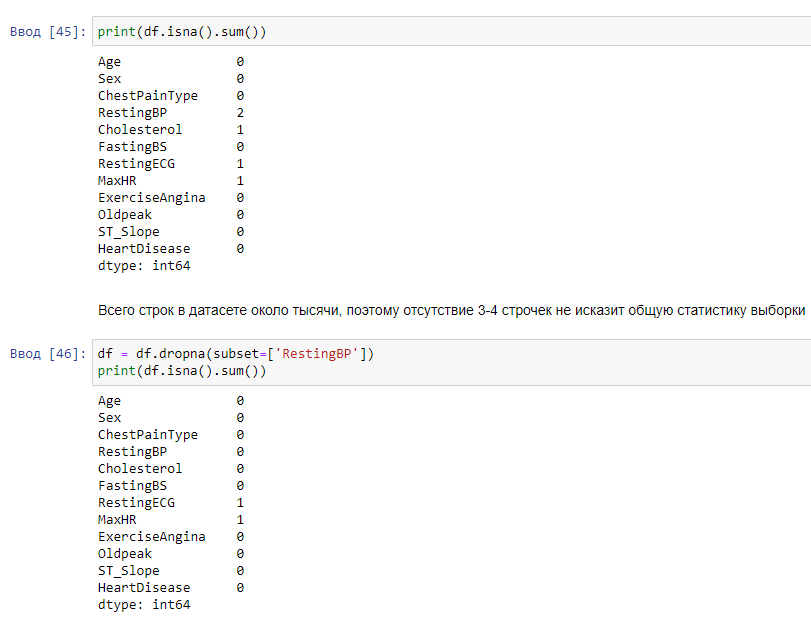 Ввод [45]: print(df.isna().sum())
Age 0
Sex 0
ChestPainType 0
RestingBP 2
Cholesterol 1
FastingBS 0
RestingECG 1
MaxHR 1
ExerciseAngina 0
Oldpeak 0
ST_Slope 0
HeartDisease 0
dtype: int64
Всего строк в датасете около тысячи, поэтому отсутствие 3-4 строчек не исказит общую статистику выборки
Ввод [46]: df = df.dropna(subset=['RestingBP'])
print(df.isna().sum())
Age 0
Sex 0
ChestPainType 0
RestingBP 0
Cholesterol 0
FastingBS 0
RestingECG 1
MaxHR 1
ExerciseAngina 0
Oldpeak 0
ST_Slope 0
HeartDisease 0
dtype: int64